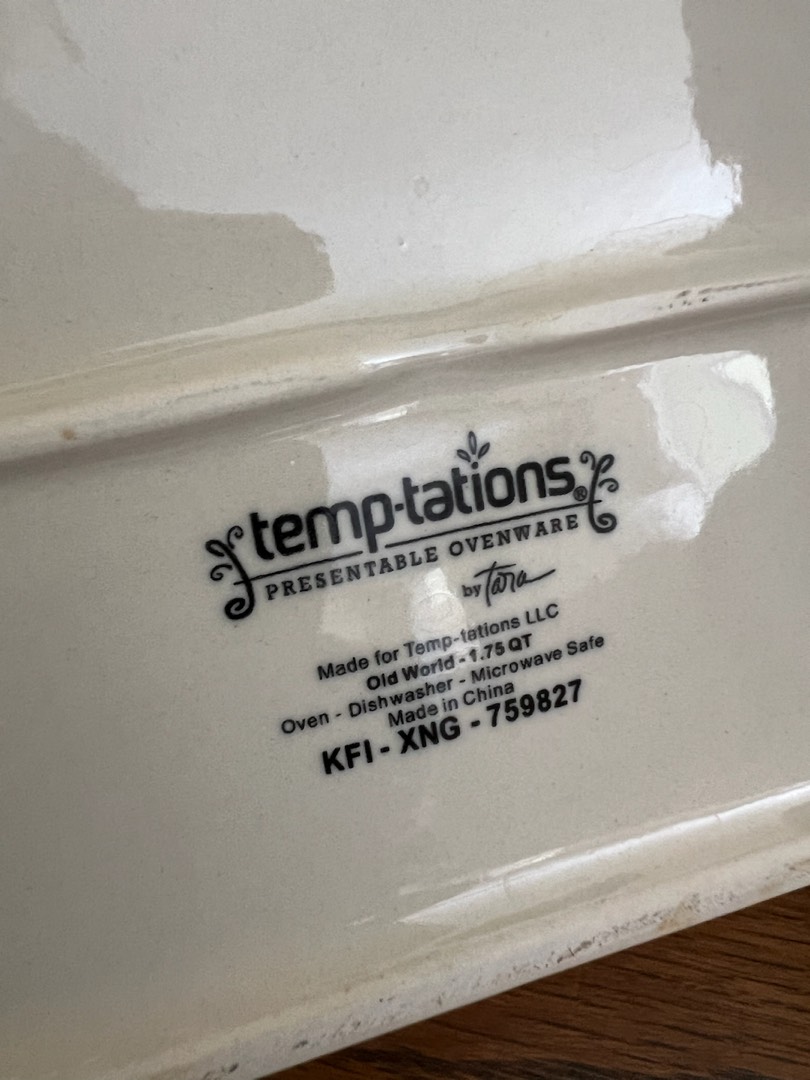 temp-tations®
PRESENTABLE OVENWARE
by Tara
Made for Temp-tations LLC
Old World - 1.75 QT
Oven - Dishwasher - Microwave Safe
Made in China
KFI - XNG - 759827